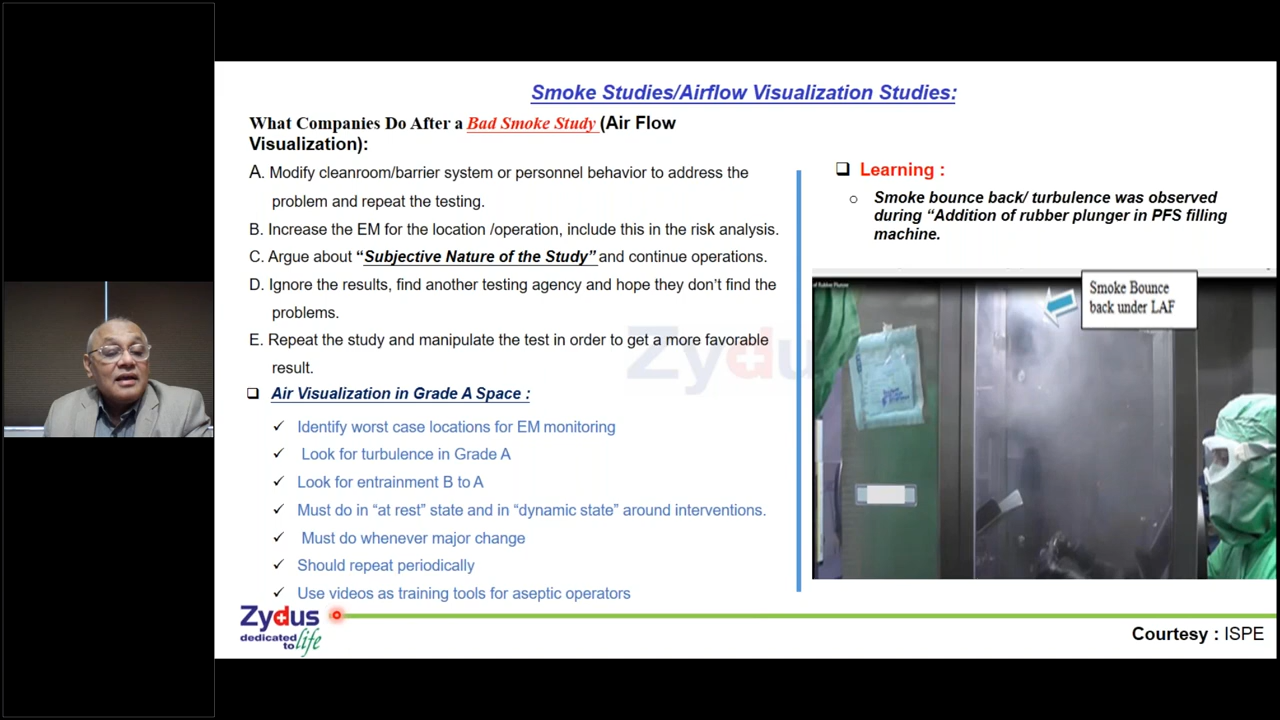 Smoke Studies/Airflow Visualization Studies:
What Companies Do After a Bad Smoke Study (Air Flow
Visualization):
A. Modify cleanroom/barrier system or personnel behavior to address the
problem and repeat the testing.
B. Increase the EM for the location /operation, include this in the risk analysis.
C. Argue about “Subjective Nature of the Study” and continue operations.
D. Ignore the results, find another testing agency and hope they don’t find the
problems.
E. Repeat the study and manipulate the test in order to get a more favorable
result.
❑ Air Visualization in Grade A Space :
✓ Identify worst case locations for EM monitoring
✓ Look for turbulence in Grade A
✓ Look for entrainment B to A
✓ Must do in “at rest” state and in “dynamic state” around interventions.
✓ Must do whenever major change
✓ Should repeat periodically
✓ Use videos as training tools for aseptic operators
❑ Learning :
o Smoke bounce back/ turbulence was observed
during “Addition of rubber plunger in PFS filling
machine.
of Rubber Plunger
Smoke Bounce
back under LAF
Zydus
Zydus
dedicated
to life
Courtesy : ISPE